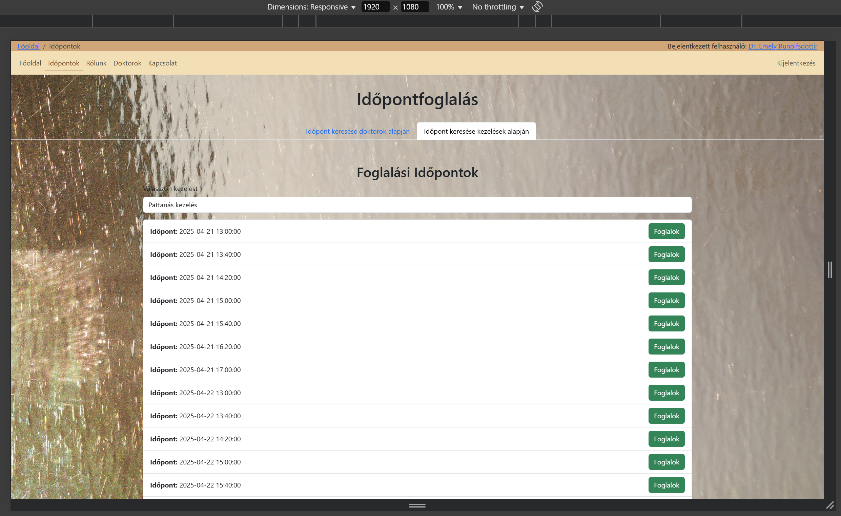 Dimensions: Responsive 1920 × 1080 100% No throttling
Főoldal / Időpontok Bejelentkezett felhasználó: Dr. Emely Runolfsdottir
Főoldal Időpontok Rólunk Doktorok Kapcsolat Kijelentkezés
Időpontfoglalás
Időpont keresése doktorok alapján Időpont keresése kezelések alapján
Foglalási Időpontok
kezelést
Pattanás kezelés
Időpont: 2025-04-21 13:00:00 Foglalok
Időpont: 2025-04-21 13:40:00 Foglalok
Időpont: 2025-04-21 14:20:00 Foglalok
Időpont: 2025-04-21 15:00:00 Foglalok
Időpont: 2025-04-21 15:40:00 Foglalok
Időpont: 2025-04-21 16:20:00 Foglalok
Időpont: 2025-04-21 17:00:00 Foglalok
Időpont: 2025-04-22 13:00:00 Foglalok
Időpont: 2025-04-22 13:40:00 Foglalok
Időpont: 2025-04-22 14:20:00 Foglalok
Időpont: 2025-04-22 15:00:00 Foglalok
Időpont: 2025-04-22 15:40:00 Foglalok